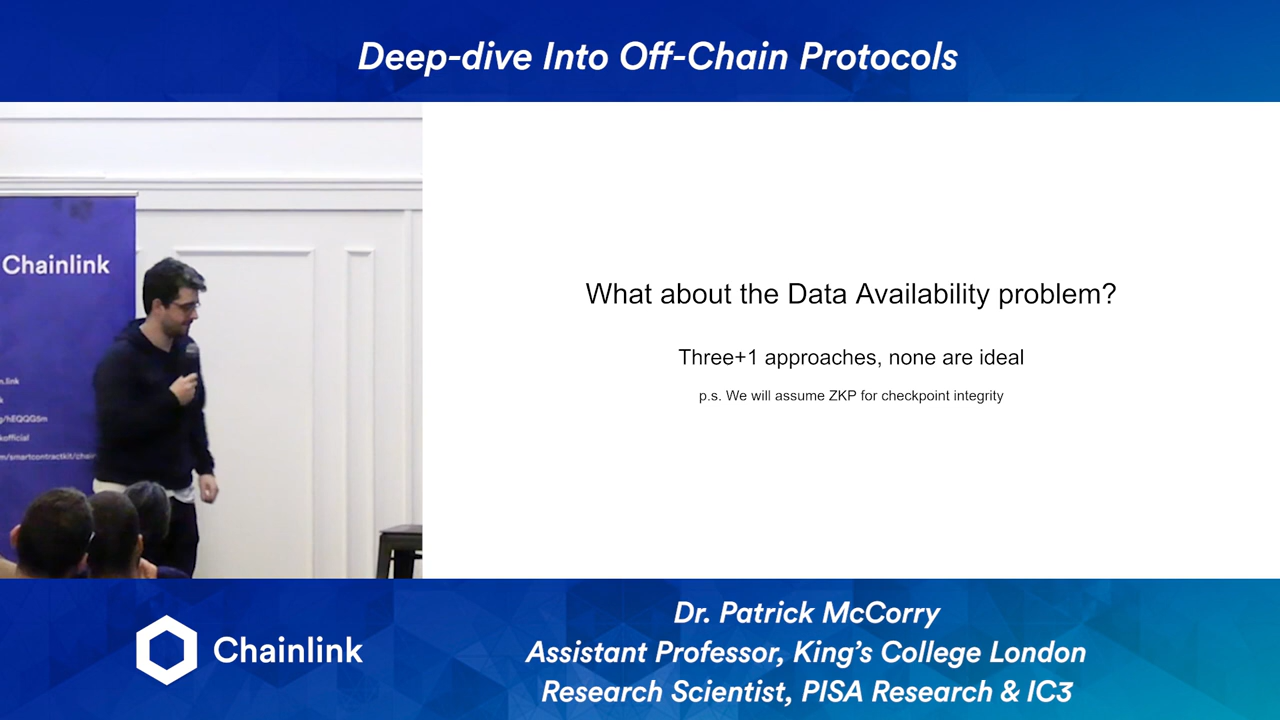 Deep-dive Into Off-Chain Protocols
Chainlink
What about the Data Availability problem?
Three+1 approaches, none are ideal
p.s. We will assume ZKP for checkpoint integrity
Chainlink
Dr. Patrick McCorry
Assistant Professor, King's College London
Research Scientist, PISA Research & IC3